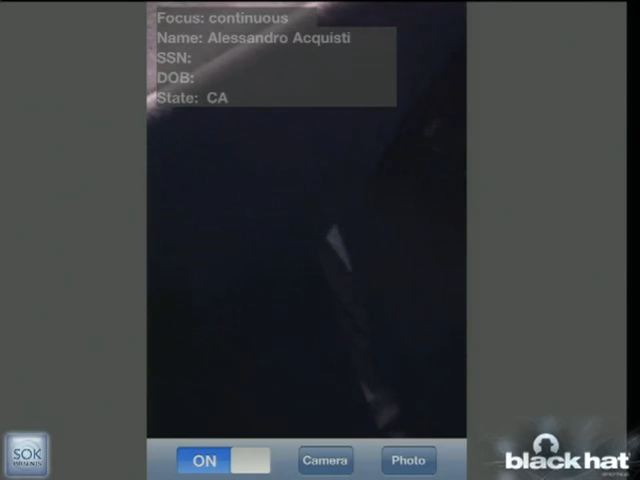 Focus: continuous
Name: Alessandro Acquisti
SSN:
DOB:
State: CA
ON
Camera
Photo
SOK
black hat